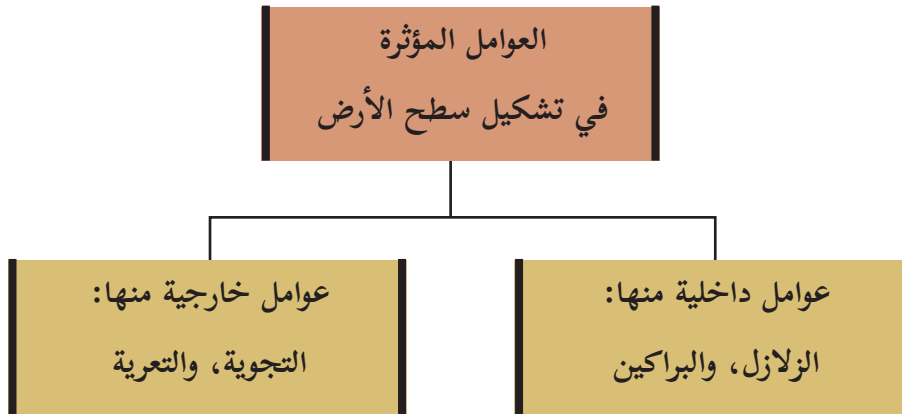 العوامل المؤثرة
في تشكيل سطح الأرض
عوامل داخلية منها:
الزلازل، والبراكين
عوامل خارجية منها:
التجوية، والتعرية